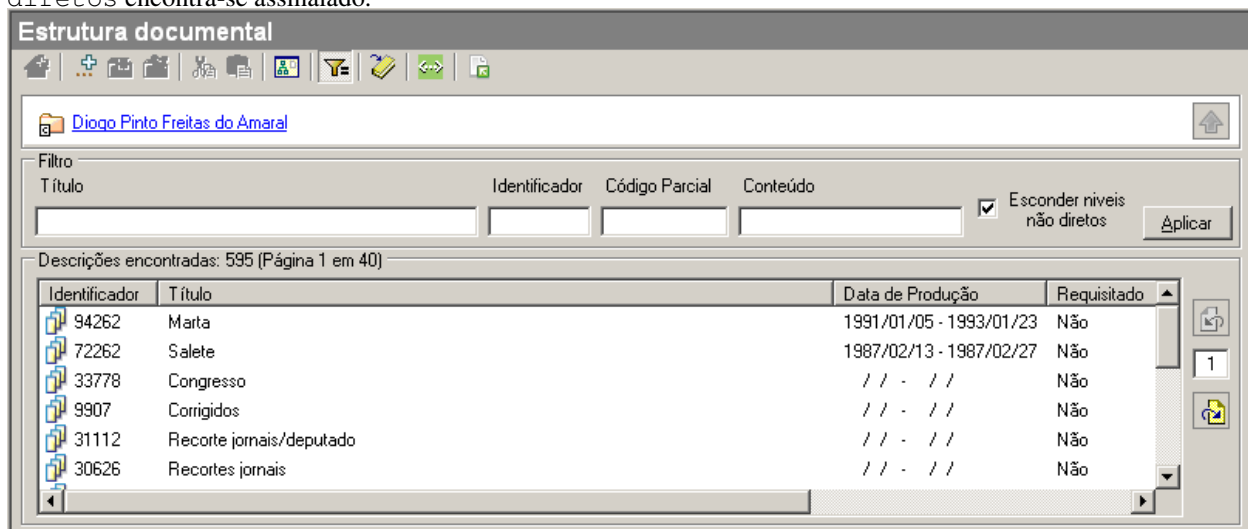 diretos encontra-se assinalado.
Estrutura documental
Diogo Pinto Freitas do Amaral
Filtro
Título Identificador Código Parcial Conteúdo
Esconder niveis
não diretos
Aplicar
Descrições encontradas: 595 (Página 1 em 40)
Identificador Título Data de Produção Requisitado
94262 Marta 1991/01/05 - 1993/01/23 Não
72262 Salete 1987/02/13 - 1987/02/27 Não
1
33778 Congresso / / - / / Não
9907 Corrigidos / / - / / Não
31112 Recorte jornais/deputado / / - / / Não
30626 Recortes jornais / / - / / Não